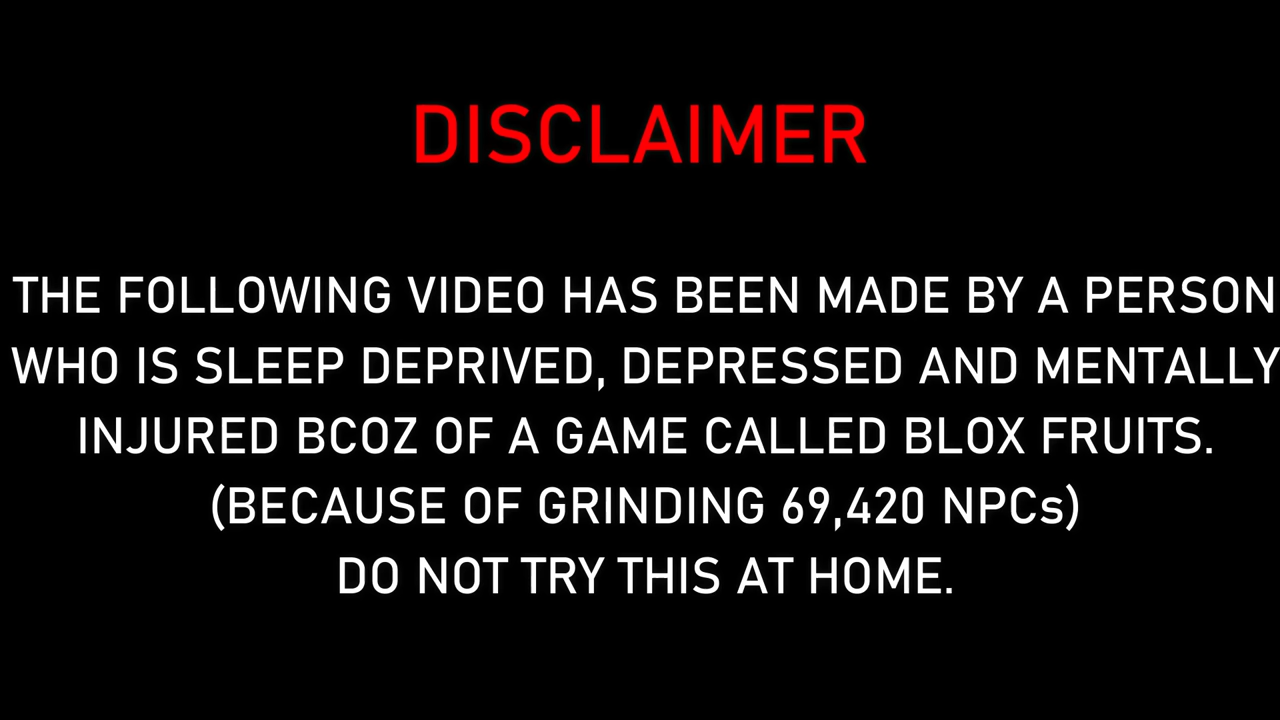 DISCLAIMER
THE FOLLOWING VIDEO HAS BEEN MADE BY A PERSON
WHO IS SLEEP DEPRIVED, DEPRESSED AND MENTALLY
INJURED BCOZ OF A GAME CALLED BLOX FRUITS.
(BECAUSE OF GRINDING 69,420 NPCs)
DO NOT TRY THIS AT HOME.